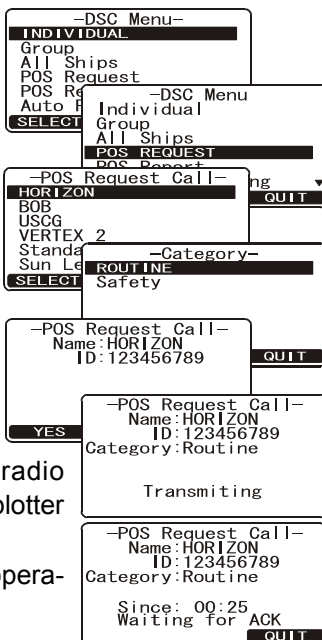 –DSC Menu–
INDIVIDUAL
Group
All Ships
POS Request
POS Re
Auto
SELECT
–DSC Menu
Individual
Group
All Ships
POS REQUEST
POS Report
ng
QUIT
–POS Request Call–
HORIZON
BOB
USCG
VERTEX 2
Standa
Sun Le
SELECT
–Category–
ROUTINE
Safety
QUIT
–POS Request Call–
Name:HORIZON
ID:123456789
YES
–POS Request Call–
Name:HORIZON
ID:123456789
Category:Routine
Transmiting
radio
plotter
–POS Request Call–
Name:HORIZON
ID:123456789
Category:Routine
Since: 00:25
Waiting for ACK
QUIT
opera-